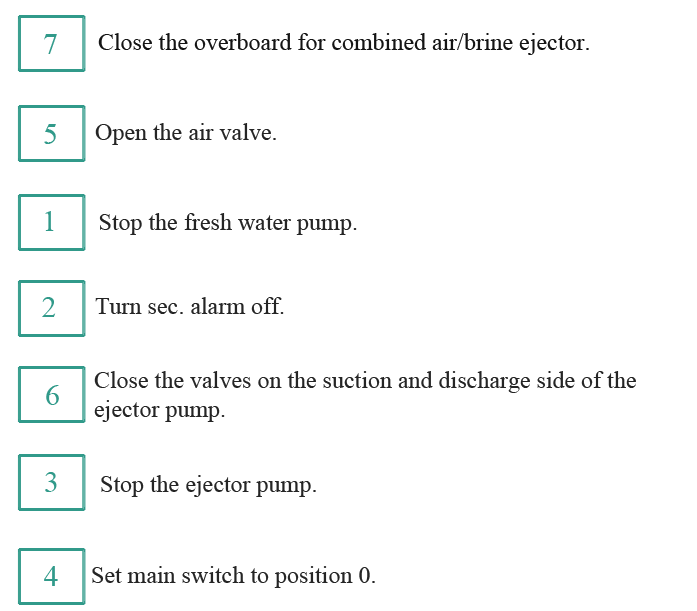 7 Close the overboard for combined air/brine ejector.
5 Open the air valve.
1 Stop the fresh water pump.
2 Turn sec. alarm off.
6 Close the valves on the suction and discharge side of the
ejector pump.
3 Stop the ejector pump.
4 Set main switch to position 0.